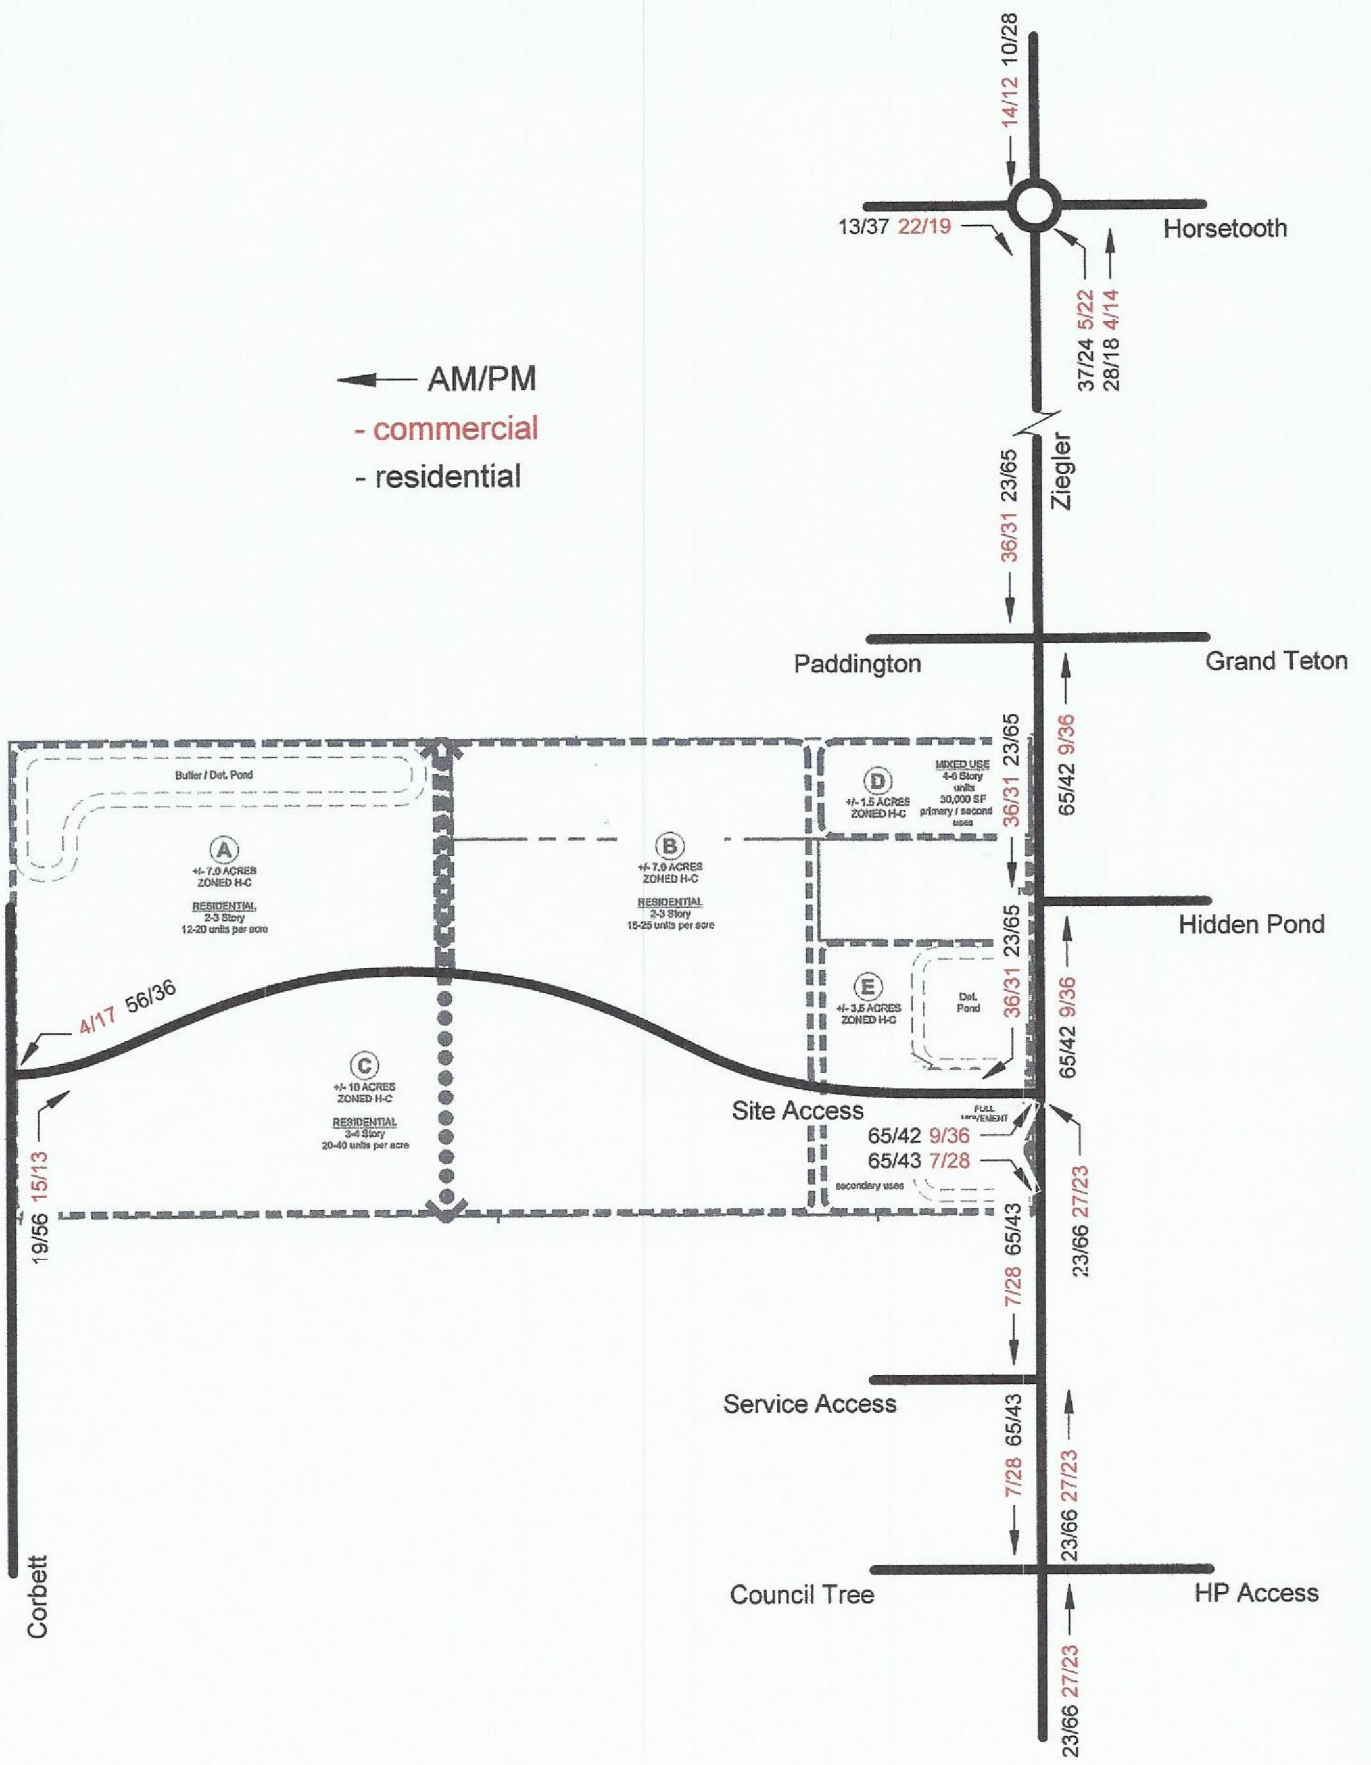 14/12 10/28
Horsetooth
13/37 22/19
37/24 5/22
28/18 4/14
AM/PM
- commercial
- residential
Ziegler
36/31 23/65
Paddington
Grand Teton
65/42 9/36
36/31 23/65
Buffer / Det. Pond
A
+/- 7.0 ACRES
ZONED H-C
RESIDENTIAL
2-3 Story
12-20 units per acre
B
+/- 7.0 ACRES
ZONED H-C
RESIDENTIAL
2-3 Story
15-25 units per acre
D
+/- 1.5 ACRES
ZONED H-C
MIXED USE
4-6 Story
units
30,000 SF
primary / second
uses
Hidden Pond
36/31 23/65
65/42 9/36
E
+/- 3.5 ACRES
ZONED H-C
Det.
Pond
4/17 56/36
C
+/- 10 ACRES
ZONED H-C
RESIDENTIAL
3-4 Story
20-40 units per acre
Site Access
FULL
MOVEMENT
65/42 9/36
65/43 7/28
secondary uses
19/56 15/13
23/66 27/23
7/28 65/43
Service Access
7/28 65/43
23/66 27/23
Council Tree
HP Access
Corbett
23/66 27/23